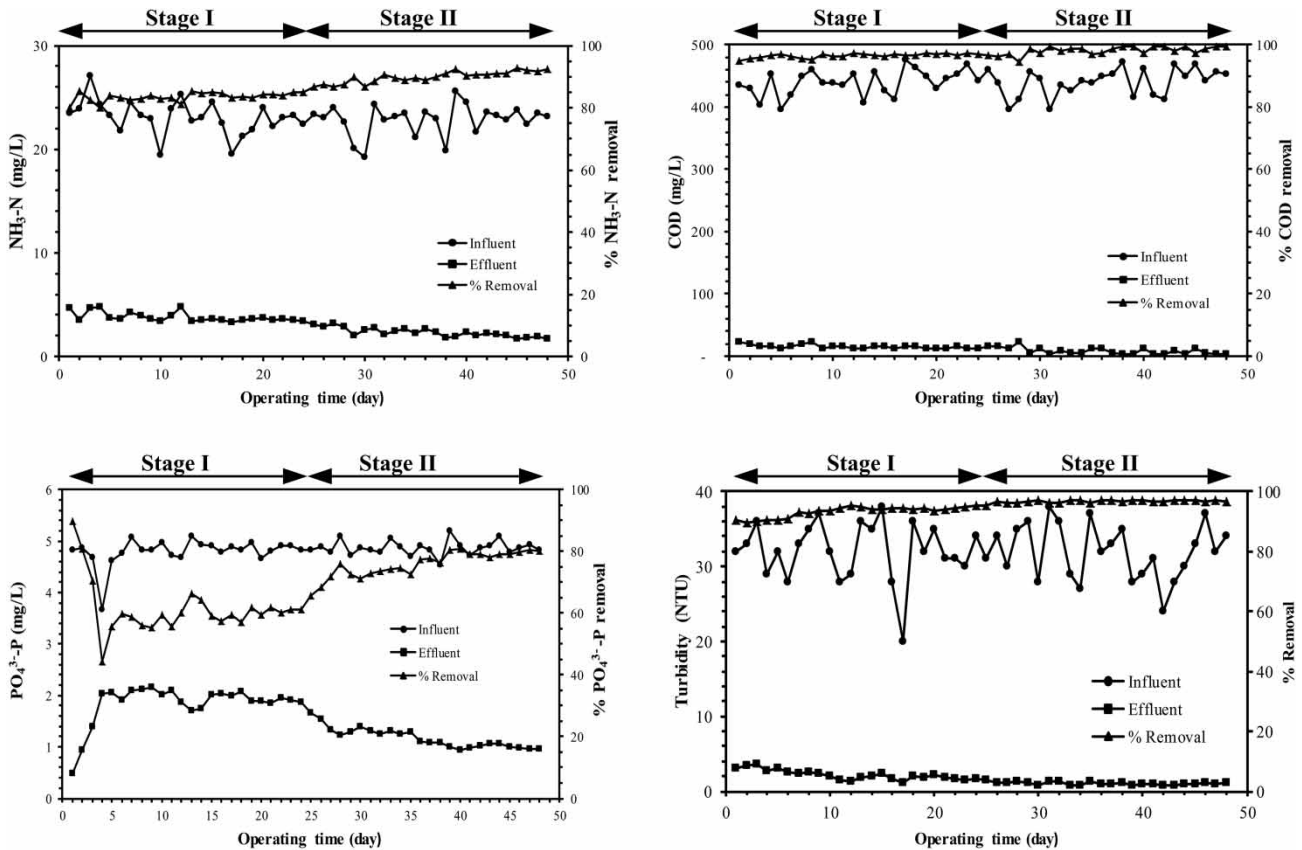 Stage I Stage II
30
25
20
15
10
5
0
NH₃-N (mg/L)
100
80
60
40
20
0
% NH₃-N removal
Influent
Effluent
% Removal
0 10 20 30 40 50
Operating time (day)
Stage I Stage II
500
400
300
200
100
-
COD (mg/L)
100
80
60
40
20
0
% COD removal
Influent
Effluent
% Removal
0 10 20 30 40 50
Operating time (day)
Stage I Stage II
6
5
4
3
2
1
0
PO₄³⁻-P (mg/L)
100
80
60
40
20
0
% PO₄³⁻-P removal
Influent
Effluent
% Removal
0 5 10 15 20 25 30 35 40 45 50
Operating time (day)
Stage I Stage II
40
30
20
10
0
Turbidity (NTU)
100
80
60
40
20
0
% Removal
Influent
Effluent
% Removal
0 10 20 30 40 50
Operating time (day)